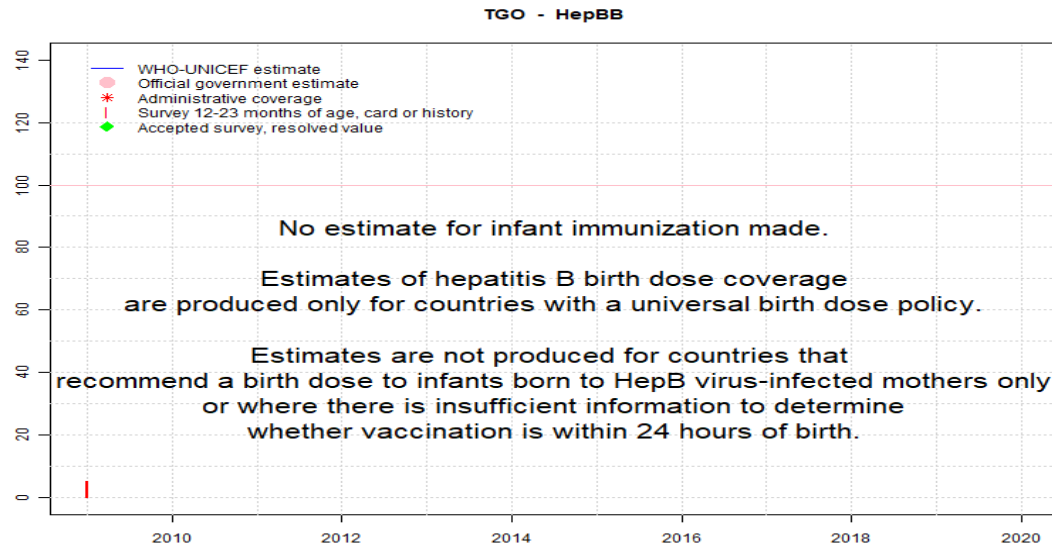 TGO - HepBB
WHO-UNICEF estimate
Official government estimate
Administrative coverage
Survey 12-23 months of age, card or history
Accepted survey, resolved value
No estimate for infant immunization made.
Estimates of hepatitis B birth dose coverage
are produced only for countries with a universal birth dose policy.
Estimates are not produced for countries that
recommend a birth dose to infants born to HepB virus-infected mothers only
or where there is insufficient information to determine
whether vaccination is within 24 hours of birth.
140
120
100
80
60
40
20
0
2010 2012 2014 2016 2018 2020